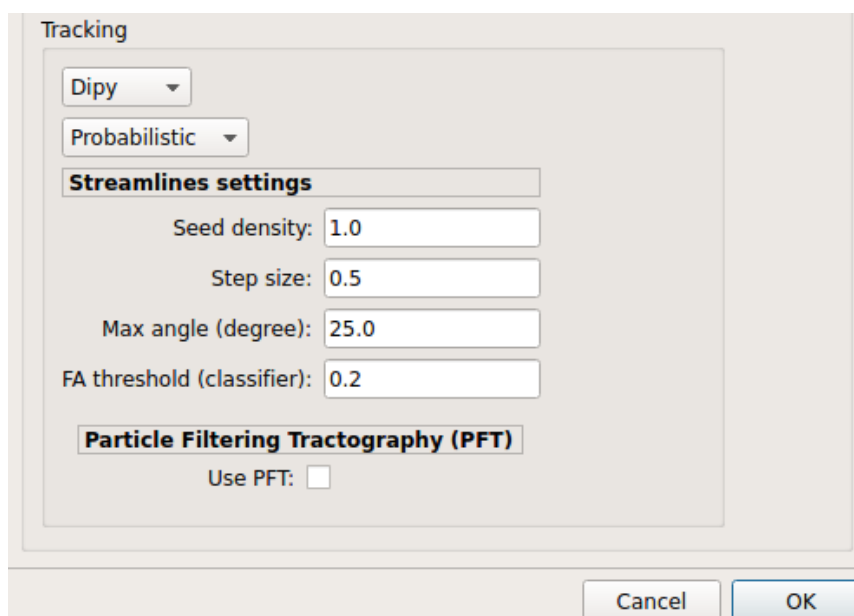 Tracking
Dipy
Probabilistic
Streamlines settings
Seed density: 1.0
Step size: 0.5
Max angle (degree): 25.0
FA threshold (classifier): 0.2
Particle Filtering Tractography (PFT)
Use PFT:
Cancel OK